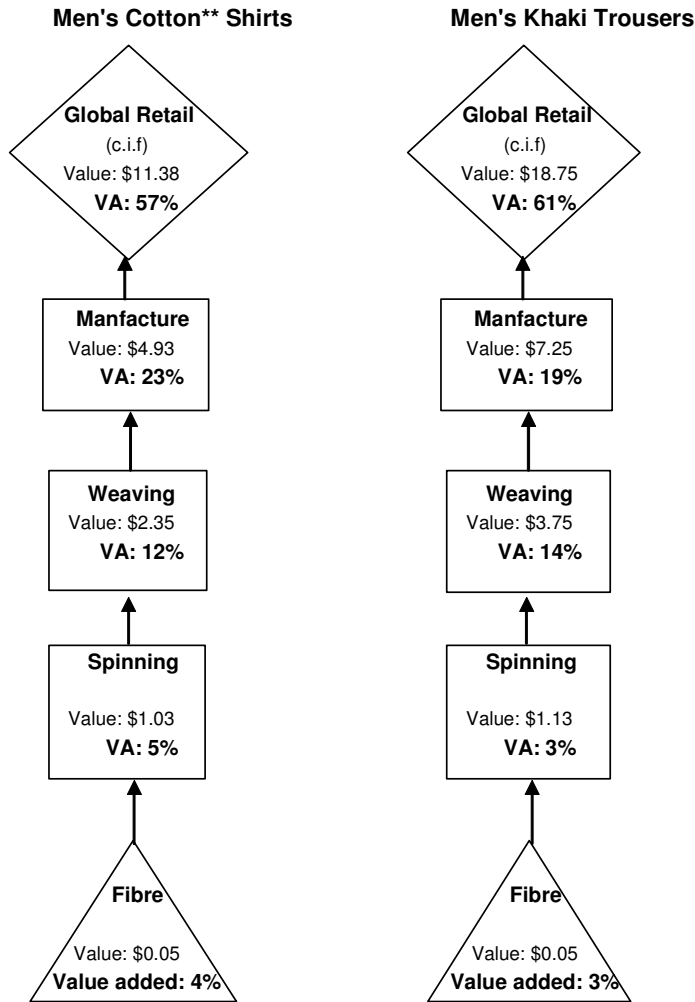 Men's Cotton** Shirts
Global Retail
(c.i.f)
Value: $11.38
VA: 57%
Manfacture
Value: $4.93
VA: 23%
Weaving
Value: $2.35
VA: 12%
Spinning
Value: $1.03
VA: 5%
Fibre
Value: $0.05
Value added: 4%
Men's Khaki Trousers
Global Retail
(c.i.f)
Value: $18.75
VA: 61%
Manfacture
Value: $7.25
VA: 19%
Weaving
Value: $3.75
VA: 14%
Spinning
Value: $1.13
VA: 3%
Fibre
Value: $0.05
Value added: 3%